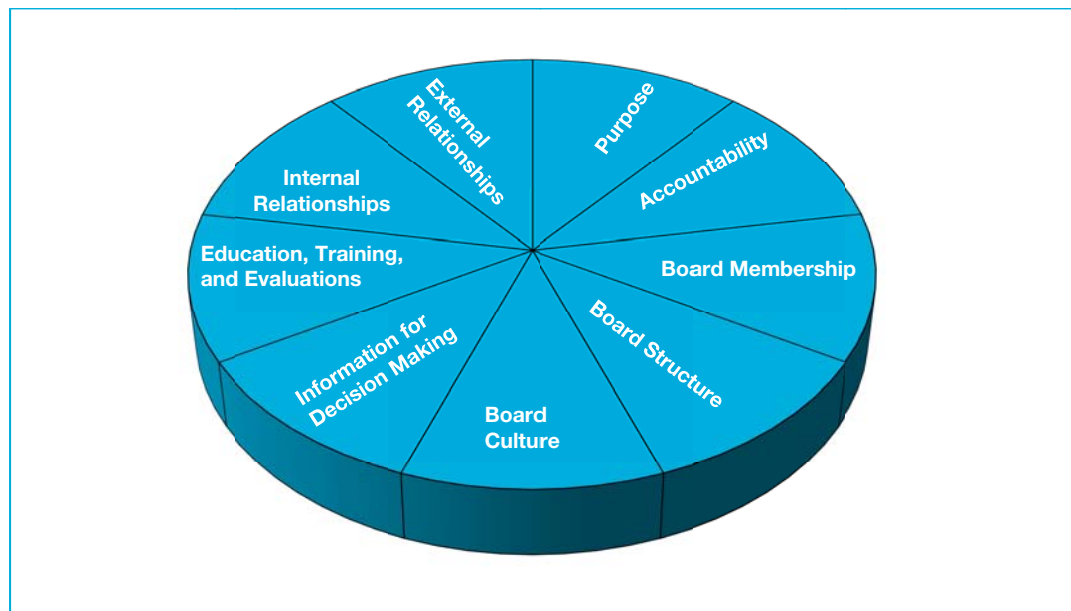 External
Relationships
Purpose
Accountability
Internal
Relationships
Education, Training,
and Evaluations
Board Membership
Information for
Decision Making
Board Structure
Board
Culture